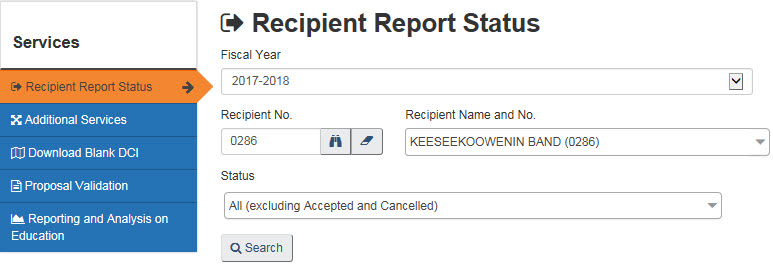 Services
Recipient Report Status
Additional Services
Download Blank DCI
Proposal Validation
Reporting and Analysis on
Education
Recipient Report Status
Fiscal Year
2017-2018
Recipient No.
Recipient Name and No.
0286
KEESEEKOOWENIN BAND (0286)
Status
All (excluding Accepted and Cancelled)
Search